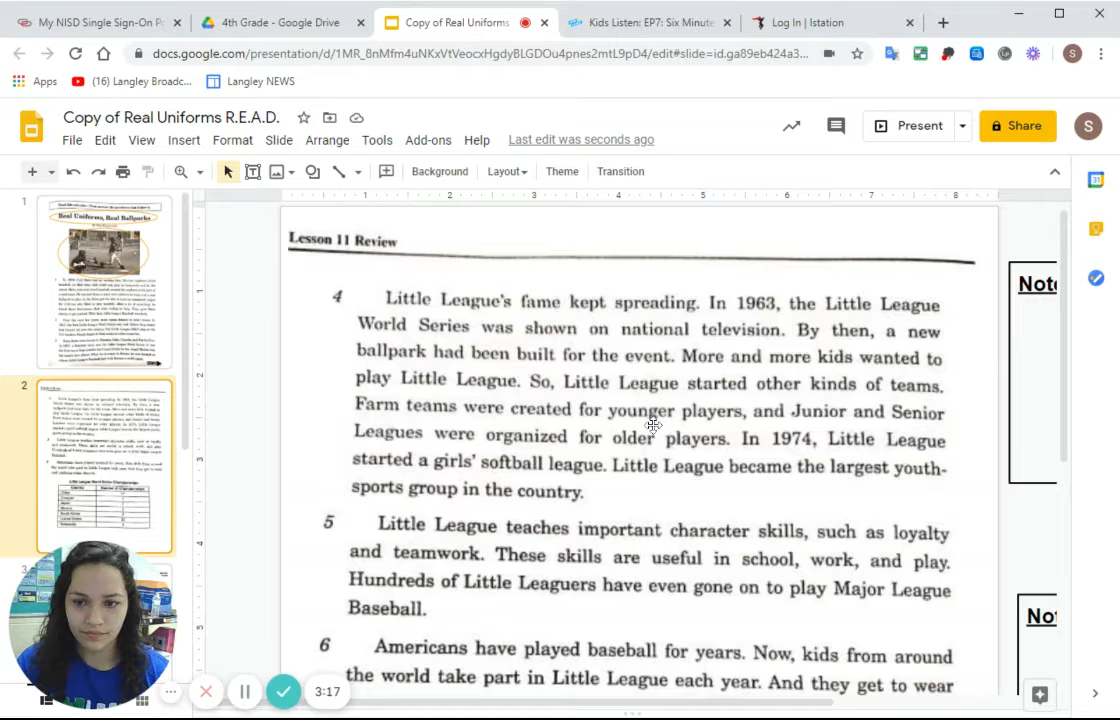 My NISD Single Sign-On P
4th Grade - Google Drive
Copy of Real Uniforms
Kids Listen: EP7: Six Minute
Log In | Istation
docs.google.com/presentation/d/1MR_8nMfm4uNKxVtVeocxHgdyBLGDOu4pnes2mtL9pD4/edit#slide=id.ga89eb424a3...
S
Apps
(16) Langley Broadc...
Langley NEWS
Copy of Real Uniforms R.E.A.D.
Present
Share
S
File Edit View Insert Format Slide Arrange Tools Add-ons Help Last edit was seconds ago
Background Layout Theme Transition
1 2 3 4 5 6 7 8
1
Real Uniforms, Real Ballparks
2
Lesson 11 Review
4 Little League's fame kept spreading. In 1963, the Little League
World Series was shown on national television. By then, a new
ballpark had been built for the event. More and more kids wanted to
play Little League. So, Little League started other kinds of teams.
Farm teams were created for younger players, and Junior and Senior
Leagues were organized for older players. In 1974, Little League
started a girls' softball league. Little League became the largest youth-
sports group in the country.
5 Little League teaches important character skills, such as loyalty
and teamwork. These skills are useful in school, work, and play.
Hundreds of Little Leaguers have even gone on to play Major League
Baseball.
6 Americans have played baseball for years. Now, kids from around
the world take part in Little League each year. And they get to wear
Not
No
3:17